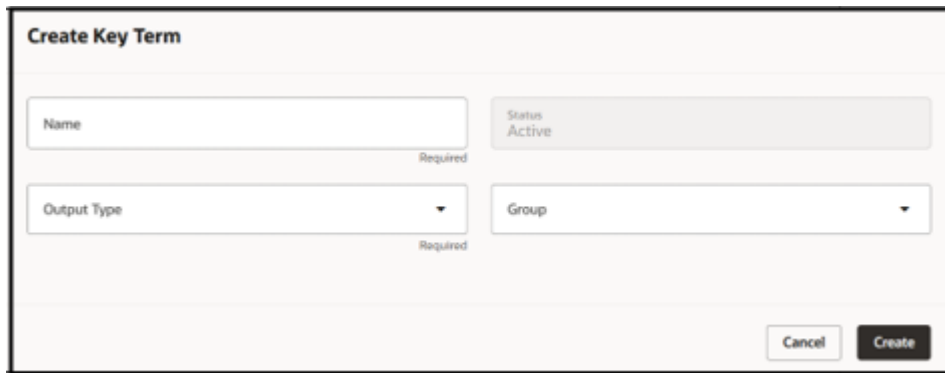 Create Key Term
Name
Status
Active
Required
Output Type
Group
Required
Cancel
Create